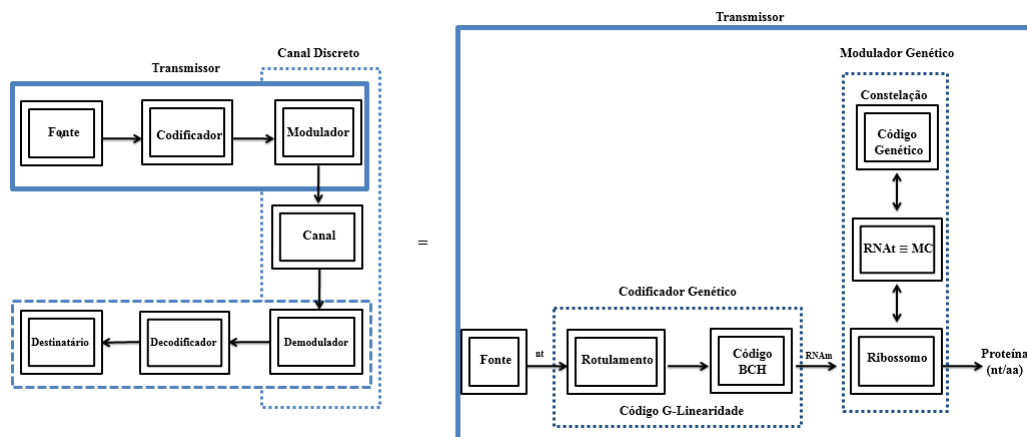 Transmissor
Canal Discreto
Modulador Genético
Transmissor
Constelação
Fonte
Codificador
Modulador
Código
Genético
Canal
=
RNAt ≡ MC
Codificador Genético
Destinatário
Decodificador
Demodulador
Fonte
nt
Rotulamento
Código
BCH
RNAm
Ribossomo
Proteína
(nt/aa)
Código G-Linearidade